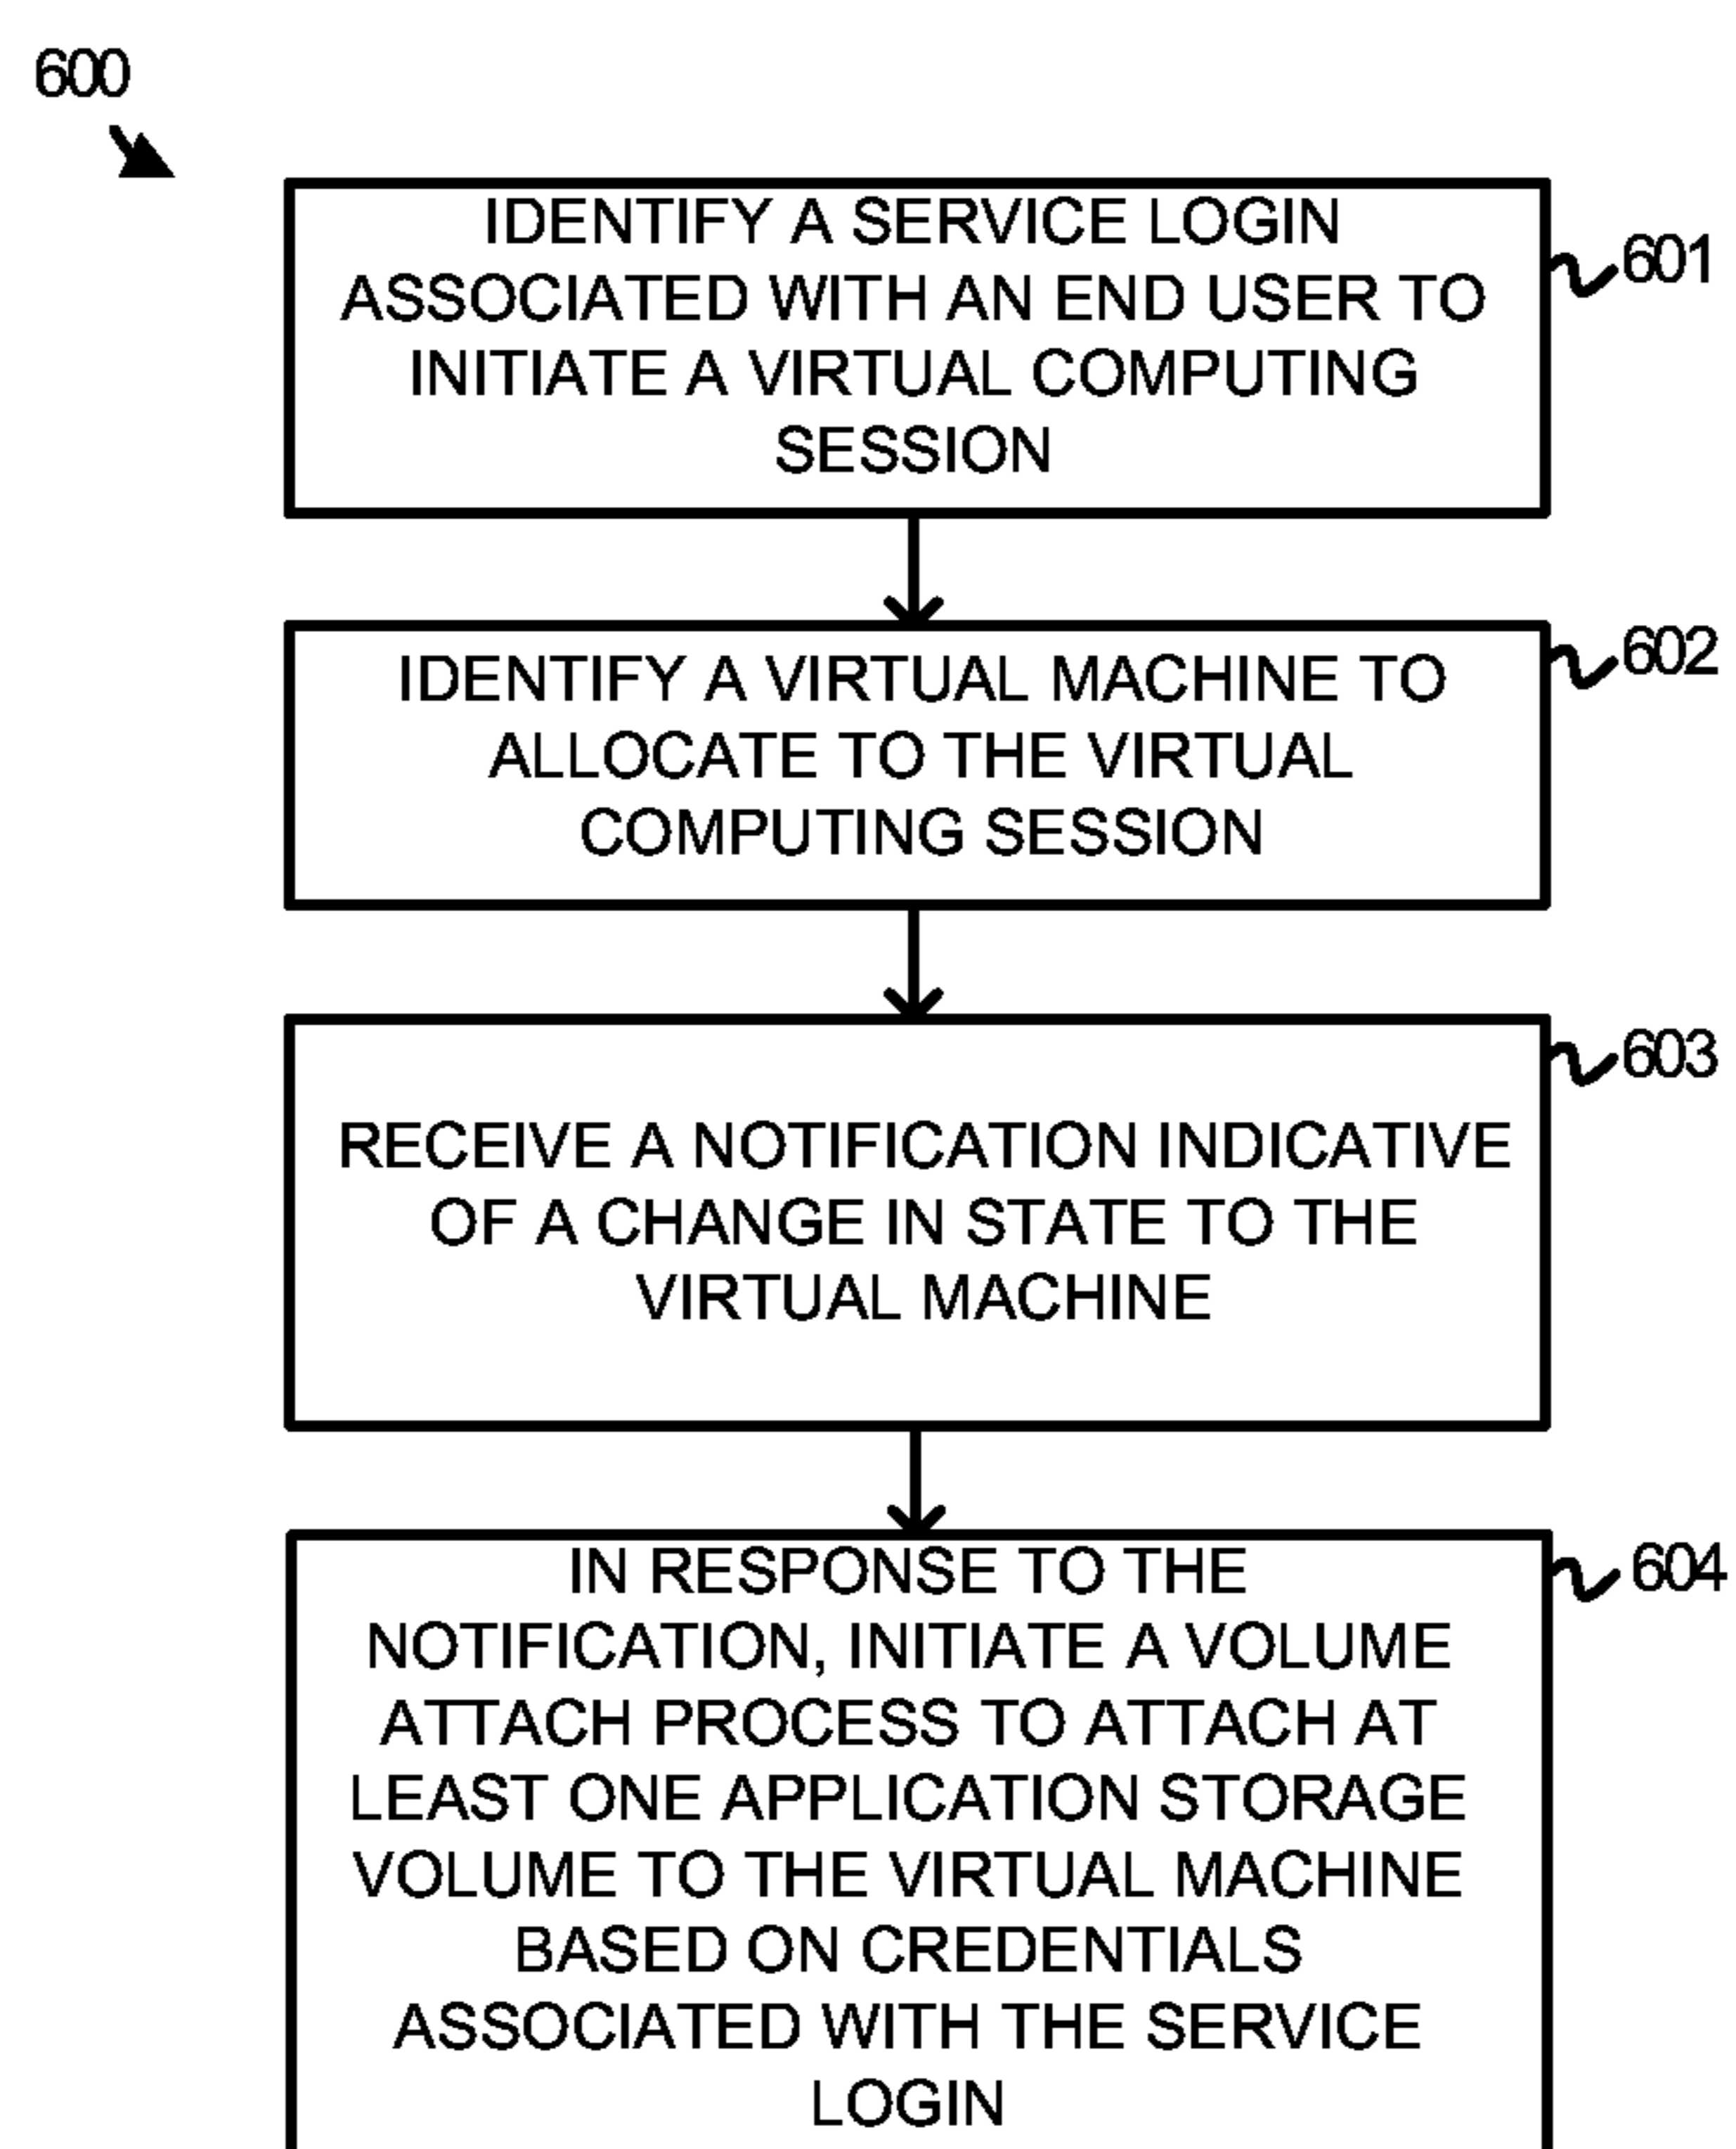 600
IDENTIFY A SERVICE LOGIN
ASSOCIATED WITH AN END USER TO
INITIATE A VIRTUAL COMPUTING
SESSION
601
IDENTIFY A VIRTUAL MACHINE TO
ALLOCATE TO THE VIRTUAL
COMPUTING SESSION
602
RECEIVE A NOTIFICATION INDICATIVE
OF A CHANGE IN STATE TO THE
VIRTUAL MACHINE
603
IN RESPONSE TO THE
NOTIFICATION, INITIATE A VOLUME
ATTACH PROCESS TO ATTACH AT
LEAST ONE APPLICATION STORAGE
VOLUME TO THE VIRTUAL MACHINE
BASED ON CREDENTIALS
ASSOCIATED WITH THE SERVICE
LOGIN
604